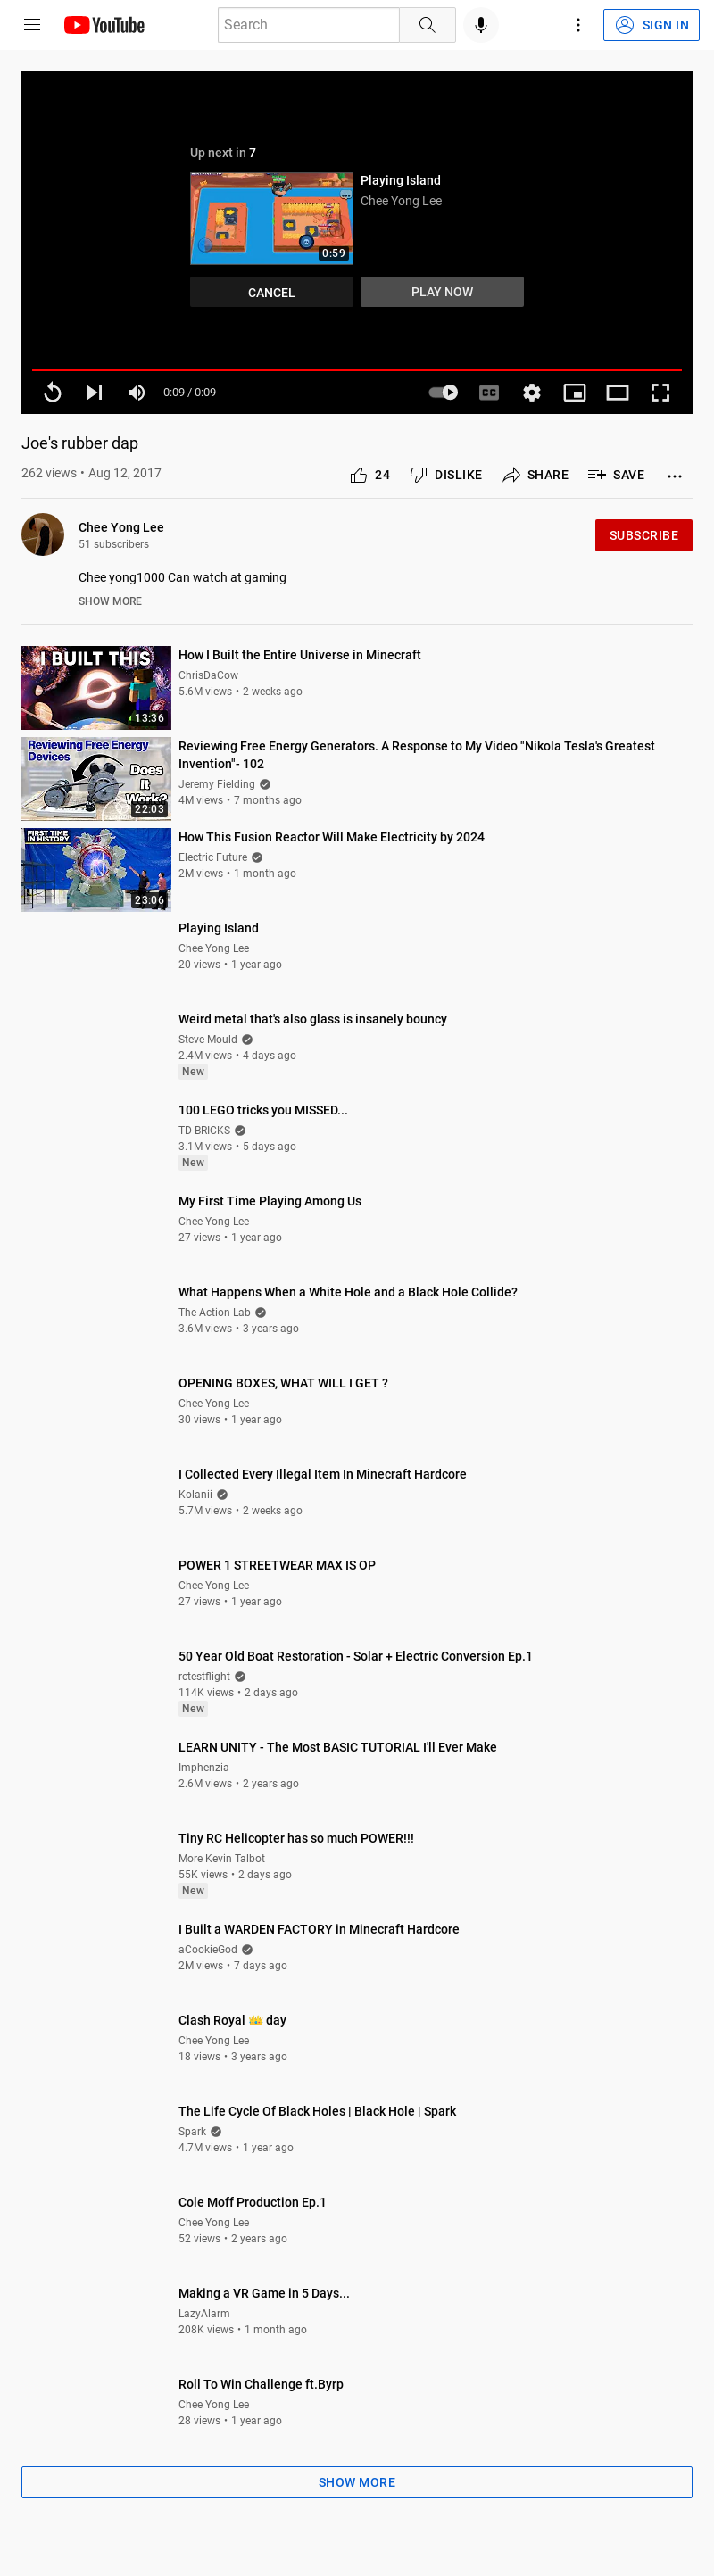 YouTube
Search
SIGN IN
Up next in 7
Playing Island
Chee Yong Lee
0:59
CANCEL
PLAY NOW
0:09 / 0:09
CC
Joe's rubber dap
262 views • Aug 12, 2017
24
DISLIKE
SHARE
SAVE
Chee Yong Lee
51 subscribers
SUBSCRIBE
Chee yong1000 Can watch at gaming
SHOW MORE
I BUILT THIS
13:36
How I Built the Entire Universe in Minecraft
ChrisDaCow
5.6M views • 2 weeks ago
Reviewing Free Energy
Devices
Does It
Work?
22:03
Reviewing Free Energy Generators. A Response to My Video "Nikola Tesla's Greatest
Invention"- 102
Jeremy Fielding
4M views • 7 months ago
FIRST TIME
IN HISTORY
23:06
How This Fusion Reactor Will Make Electricity by 2024
Electric Future
2M views • 1 month ago
Playing Island
Chee Yong Lee
20 views • 1 year ago
Weird metal that's also glass is insanely bouncy
Steve Mould
2.4M views • 4 days ago
New
100 LEGO tricks you MISSED...
TD BRICKS
3.1M views • 5 days ago
New
My First Time Playing Among Us
Chee Yong Lee
27 views • 1 year ago
What Happens When a White Hole and a Black Hole Collide?
The Action Lab
3.6M views • 3 years ago
OPENING BOXES, WHAT WILL I GET ?
Chee Yong Lee
30 views • 1 year ago
I Collected Every Illegal Item In Minecraft Hardcore
Kolanii
5.7M views • 2 weeks ago
POWER 1 STREETWEAR MAX IS OP
Chee Yong Lee
27 views • 1 year ago
50 Year Old Boat Restoration - Solar + Electric Conversion Ep.1
rctestflight
114K views • 2 days ago
New
LEARN UNITY - The Most BASIC TUTORIAL I'll Ever Make
Imphenzia
2.6M views • 2 years ago
Tiny RC Helicopter has so much POWER!!!
More Kevin Talbot
55K views • 2 days ago
New
I Built a WARDEN FACTORY in Minecraft Hardcore
aCookieGod
2M views • 7 days ago
Clash Royal 👑 day
Chee Yong Lee
18 views • 3 years ago
The Life Cycle Of Black Holes | Black Hole | Spark
Spark
4.7M views • 1 year ago
Cole Moff Production Ep.1
Chee Yong Lee
52 views • 2 years ago
Making a VR Game in 5 Days...
LazyAlarm
208K views • 1 month ago
Roll To Win Challenge ft.Byrp
Chee Yong Lee
28 views • 1 year ago
SHOW MORE